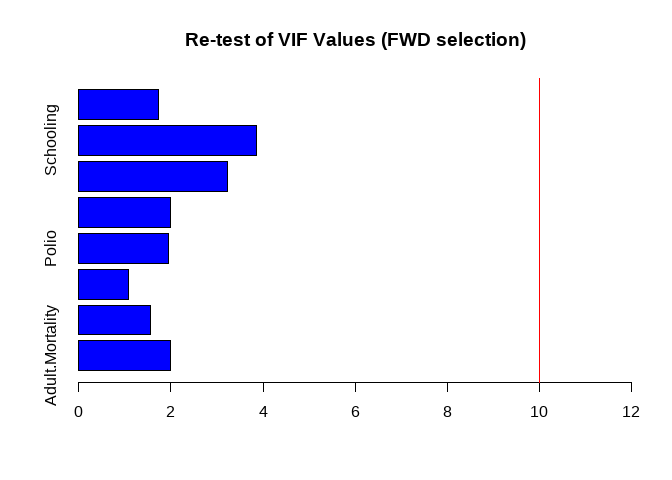 Re-test of VIF Values (FWD selection)
Schooling
Polio
Adult.Mortality
0 2 4 6 8 10 12